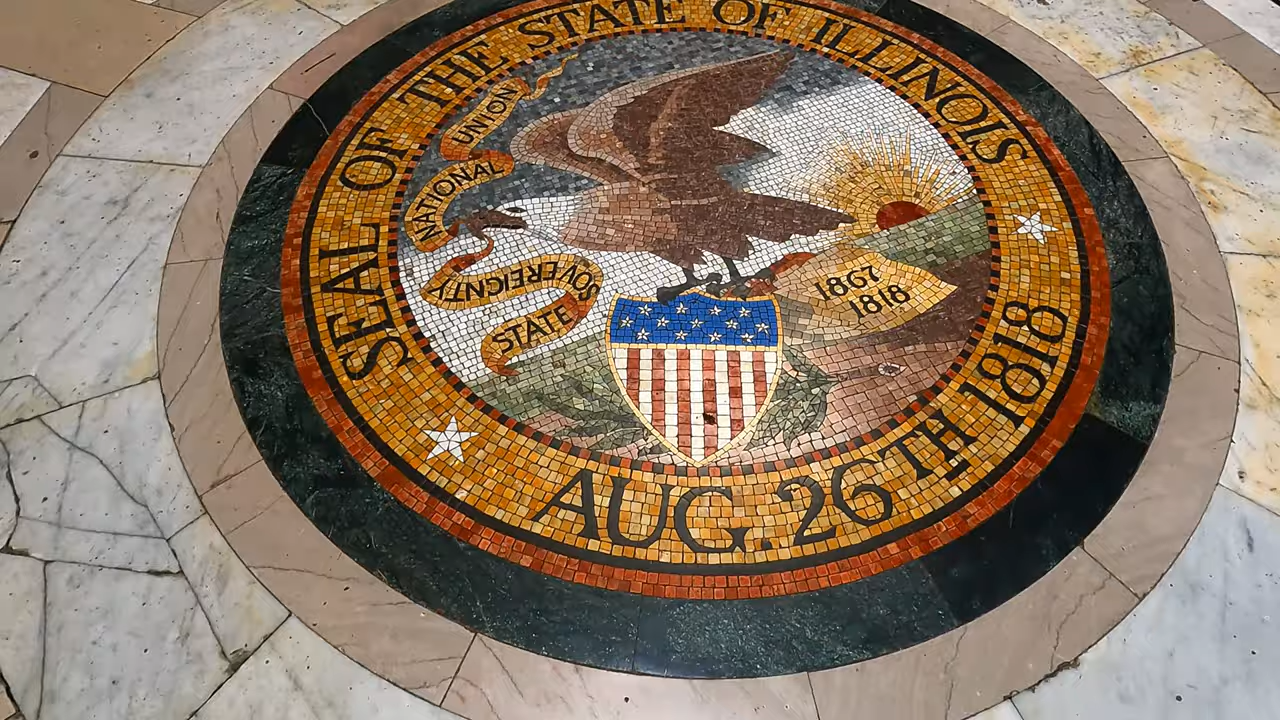 SEAL OF THE STATE OF ILLINOIS
AUG. 26TH 1818
UNION
NATIONAL
SOVEREIGNTY
STATE
1867
1818